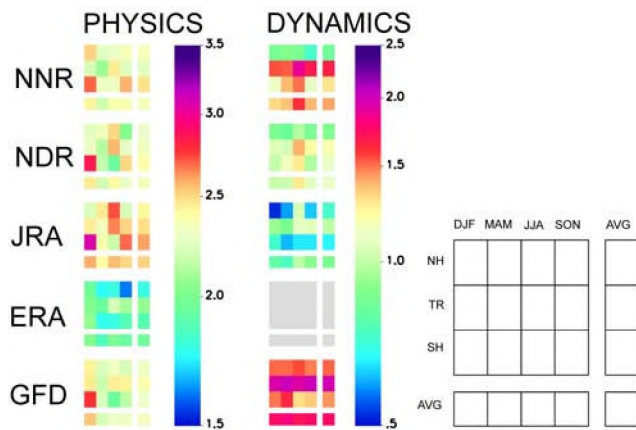 PHYSICS
DYNAMICS
NNR
NDR
JRA
ERA
GFD
3.5
3.0
2.5
2.0
1.5
2.5
2.0
1.5
1.0
.5
DJF MAM JJA SON AVG
NH
TR
SH
AVG